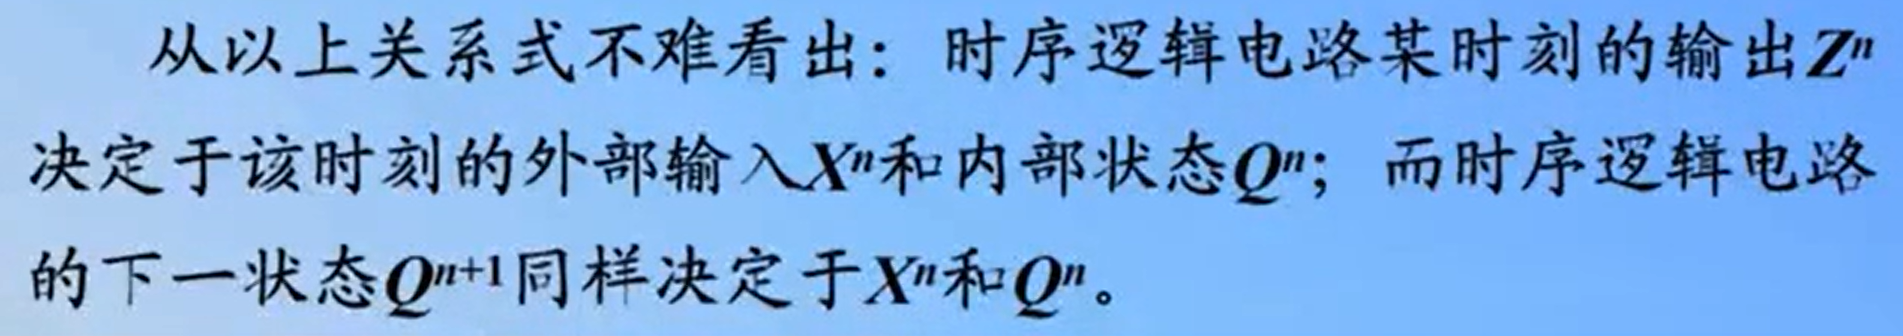 从以上关系式不难看出：时序逻辑电路某时刻的输出Zⁿ
决定于该时刻的外部输入Xⁿ和内部状态Qⁿ；而时序逻辑电路
的下一状态Qⁿ⁺¹同样决定于Xⁿ和Qⁿ。